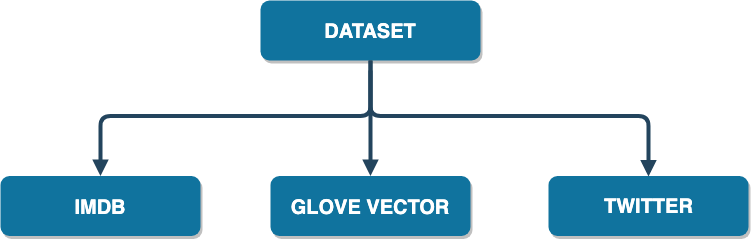 DATASET
IMDB
GLOVE VECTOR
TWITTER